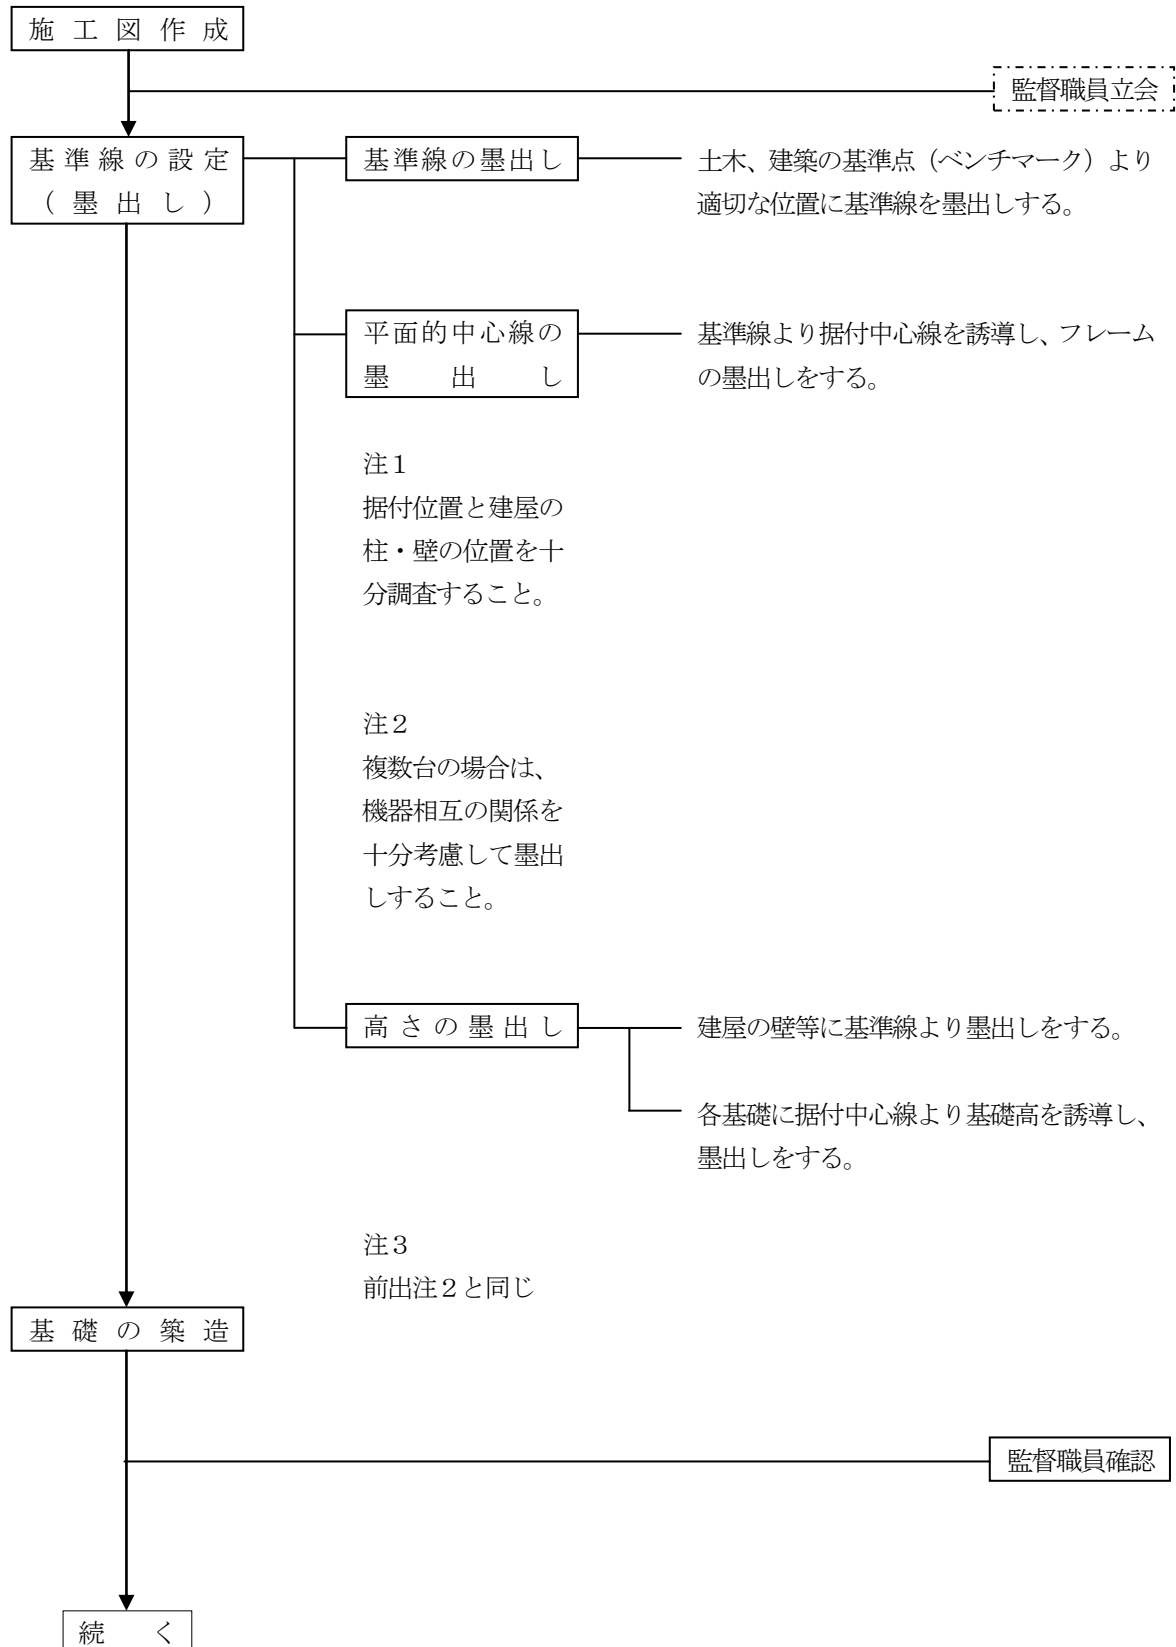 施工図作成
監督職員立会
基準線の設定
（墨出し）
基準線の墨出し
土木、建築の基準点（ベンチマーク）より
適切な位置に基準線を墨出しする。
平面的中心線の
墨出し
基準線より据付中心線を誘導し、フレーム
の墨出しをする。
注１
据付位置と建屋の
柱・壁の位置を十
分調査すること。
注２
複数台の場合は、
機器相互の関係を
十分考慮して墨出
しすること。
高さの墨出し
建屋の壁等に基準線より墨出しをする。
各基礎に据付中心線より基礎高を誘導し、
墨出しをする。
注３
前出注２と同じ
基礎の築造
監督職員確認
続く